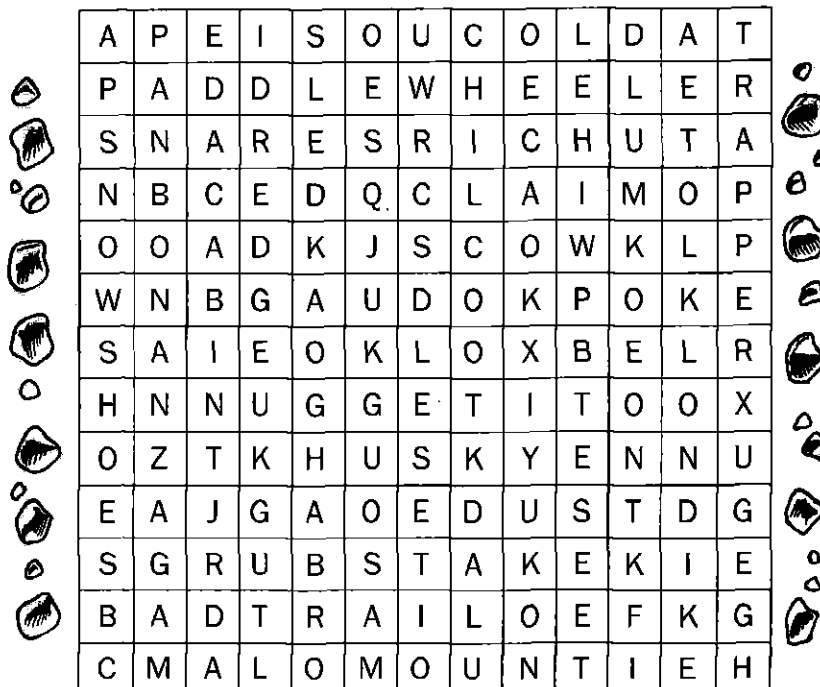 A P E I S O U C O L D A T
P A D D L E W H E E L E R
S N A R E S R I C H U T A
N B C E D Q C L A I M O P
O O A D K J S C O W K L P
W N B G A U D O K P O K E
S A I E O K L O X B E L R
H N N U G G E T I T O O X
O Z T K H U S K Y E N N U
E A J G A O E D U S T D G
S G R U B S T A K E K I E
B A D T R A I L O E F K G
C M A L O M O U N T I E H